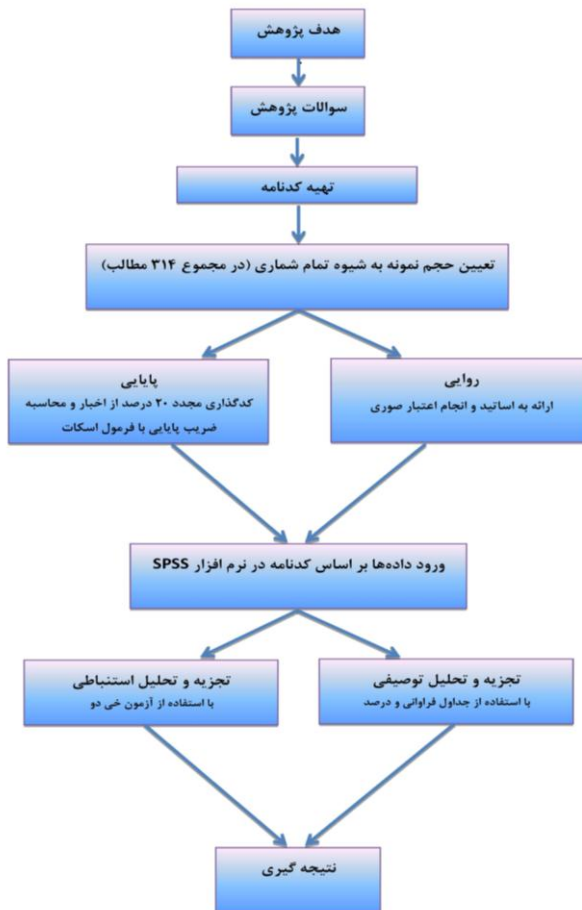 هدف پژوهش
سوالات پژوهش
تهیه کدنامه
تعیین حجم نمونه به شیوه تمام شماری (در مجموع ۳۱۴ مطالب)
روایی
ارائه به اساتید و انجام اعتبار صوری
پایایی
کدگذاری مجدد ۲۰ درصد از اخبار و محاسبه
ضریب پایایی با فرمول اسکات
ورود داده‌ها بر اساس کدنامه در نرم افزار SPSS
تجزیه و تحلیل توصیفی
با استفاده از جداول فراوانی و درصد
تجزیه و تحلیل استنباطی
با استفاده از آزمون خی دو
نتیجه گیری